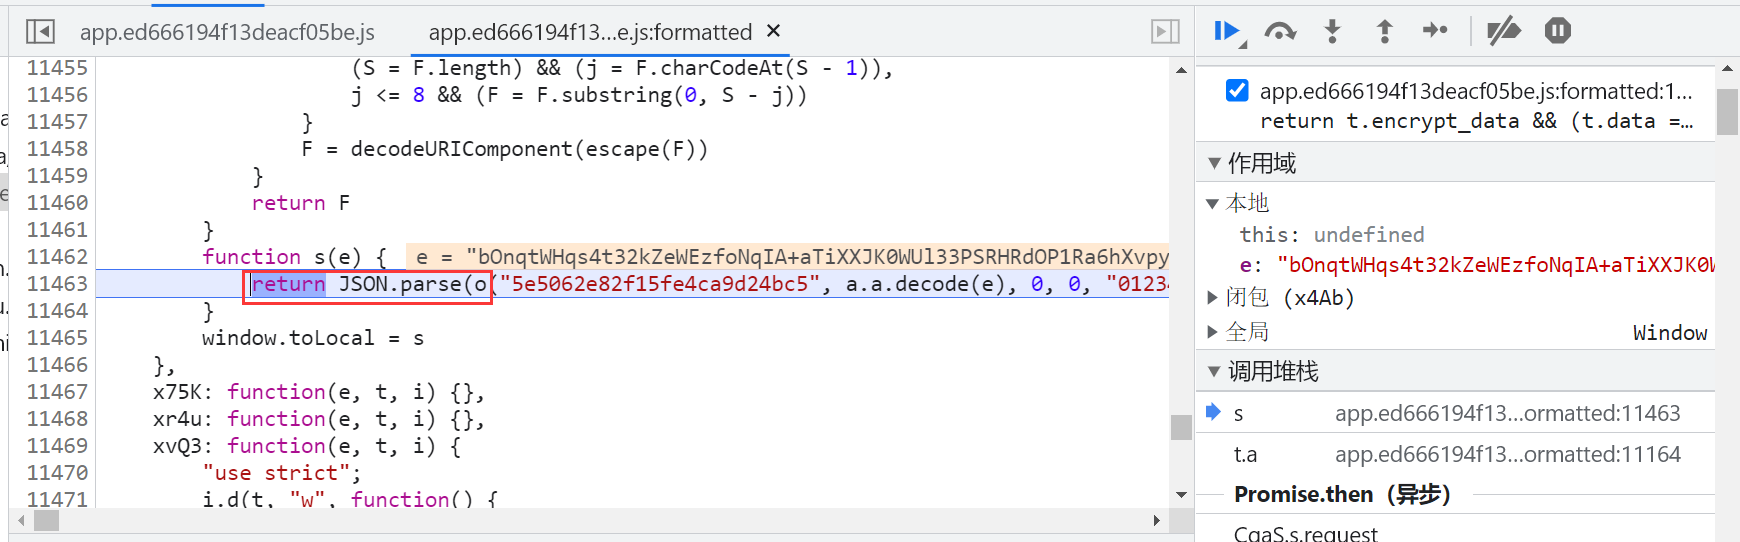 app.ed666194f13deacf05be.js
app.ed666194f13...e.js:formatted ×
11455 (S = F.length) && (j = F.charCodeAt(S - 1)),
11456 j <= 8 && (F = F.substring(0, S - j))
11457 }
11458 F = decodeURIComponent(escape(F))
11459 }
11460 return F
11461 }
11462 function s(e) { e = "bOnqtWHqs4t32kZeWEzfoNqIA+aTiXXJK0WUl33PSRHRdOP1Ra6hXvpy
11463 return JSON.parse(o("5e5062e82f15fe4ca9d24bc5", a.a.decode(e), 0, 0, "01234
11464 }
11465 window.toLocal = s
11466 },
11467 x75K: function(e, t, i) {},
11468 xr4u: function(e, t, i) {},
11469 xvQ3: function(e, t, i) {
11470 "use strict";
11471 i.d(t, "w", function() {
app.ed666194f13deacf05be.js:formatted:1...
return t.encrypt_data && (t.data =...
作用域
本地
this: undefined
e: "bOnqtWHqs4t32kZeWEzfoNqIA+aTiXXJK0W
闭包 (x4Ab)
全局 Window
调用堆栈
s app.ed666194f13...ormatted:11463
t.a app.ed666194f13...ormatted:11164
Promise.then（异步）
CgaS.s.request